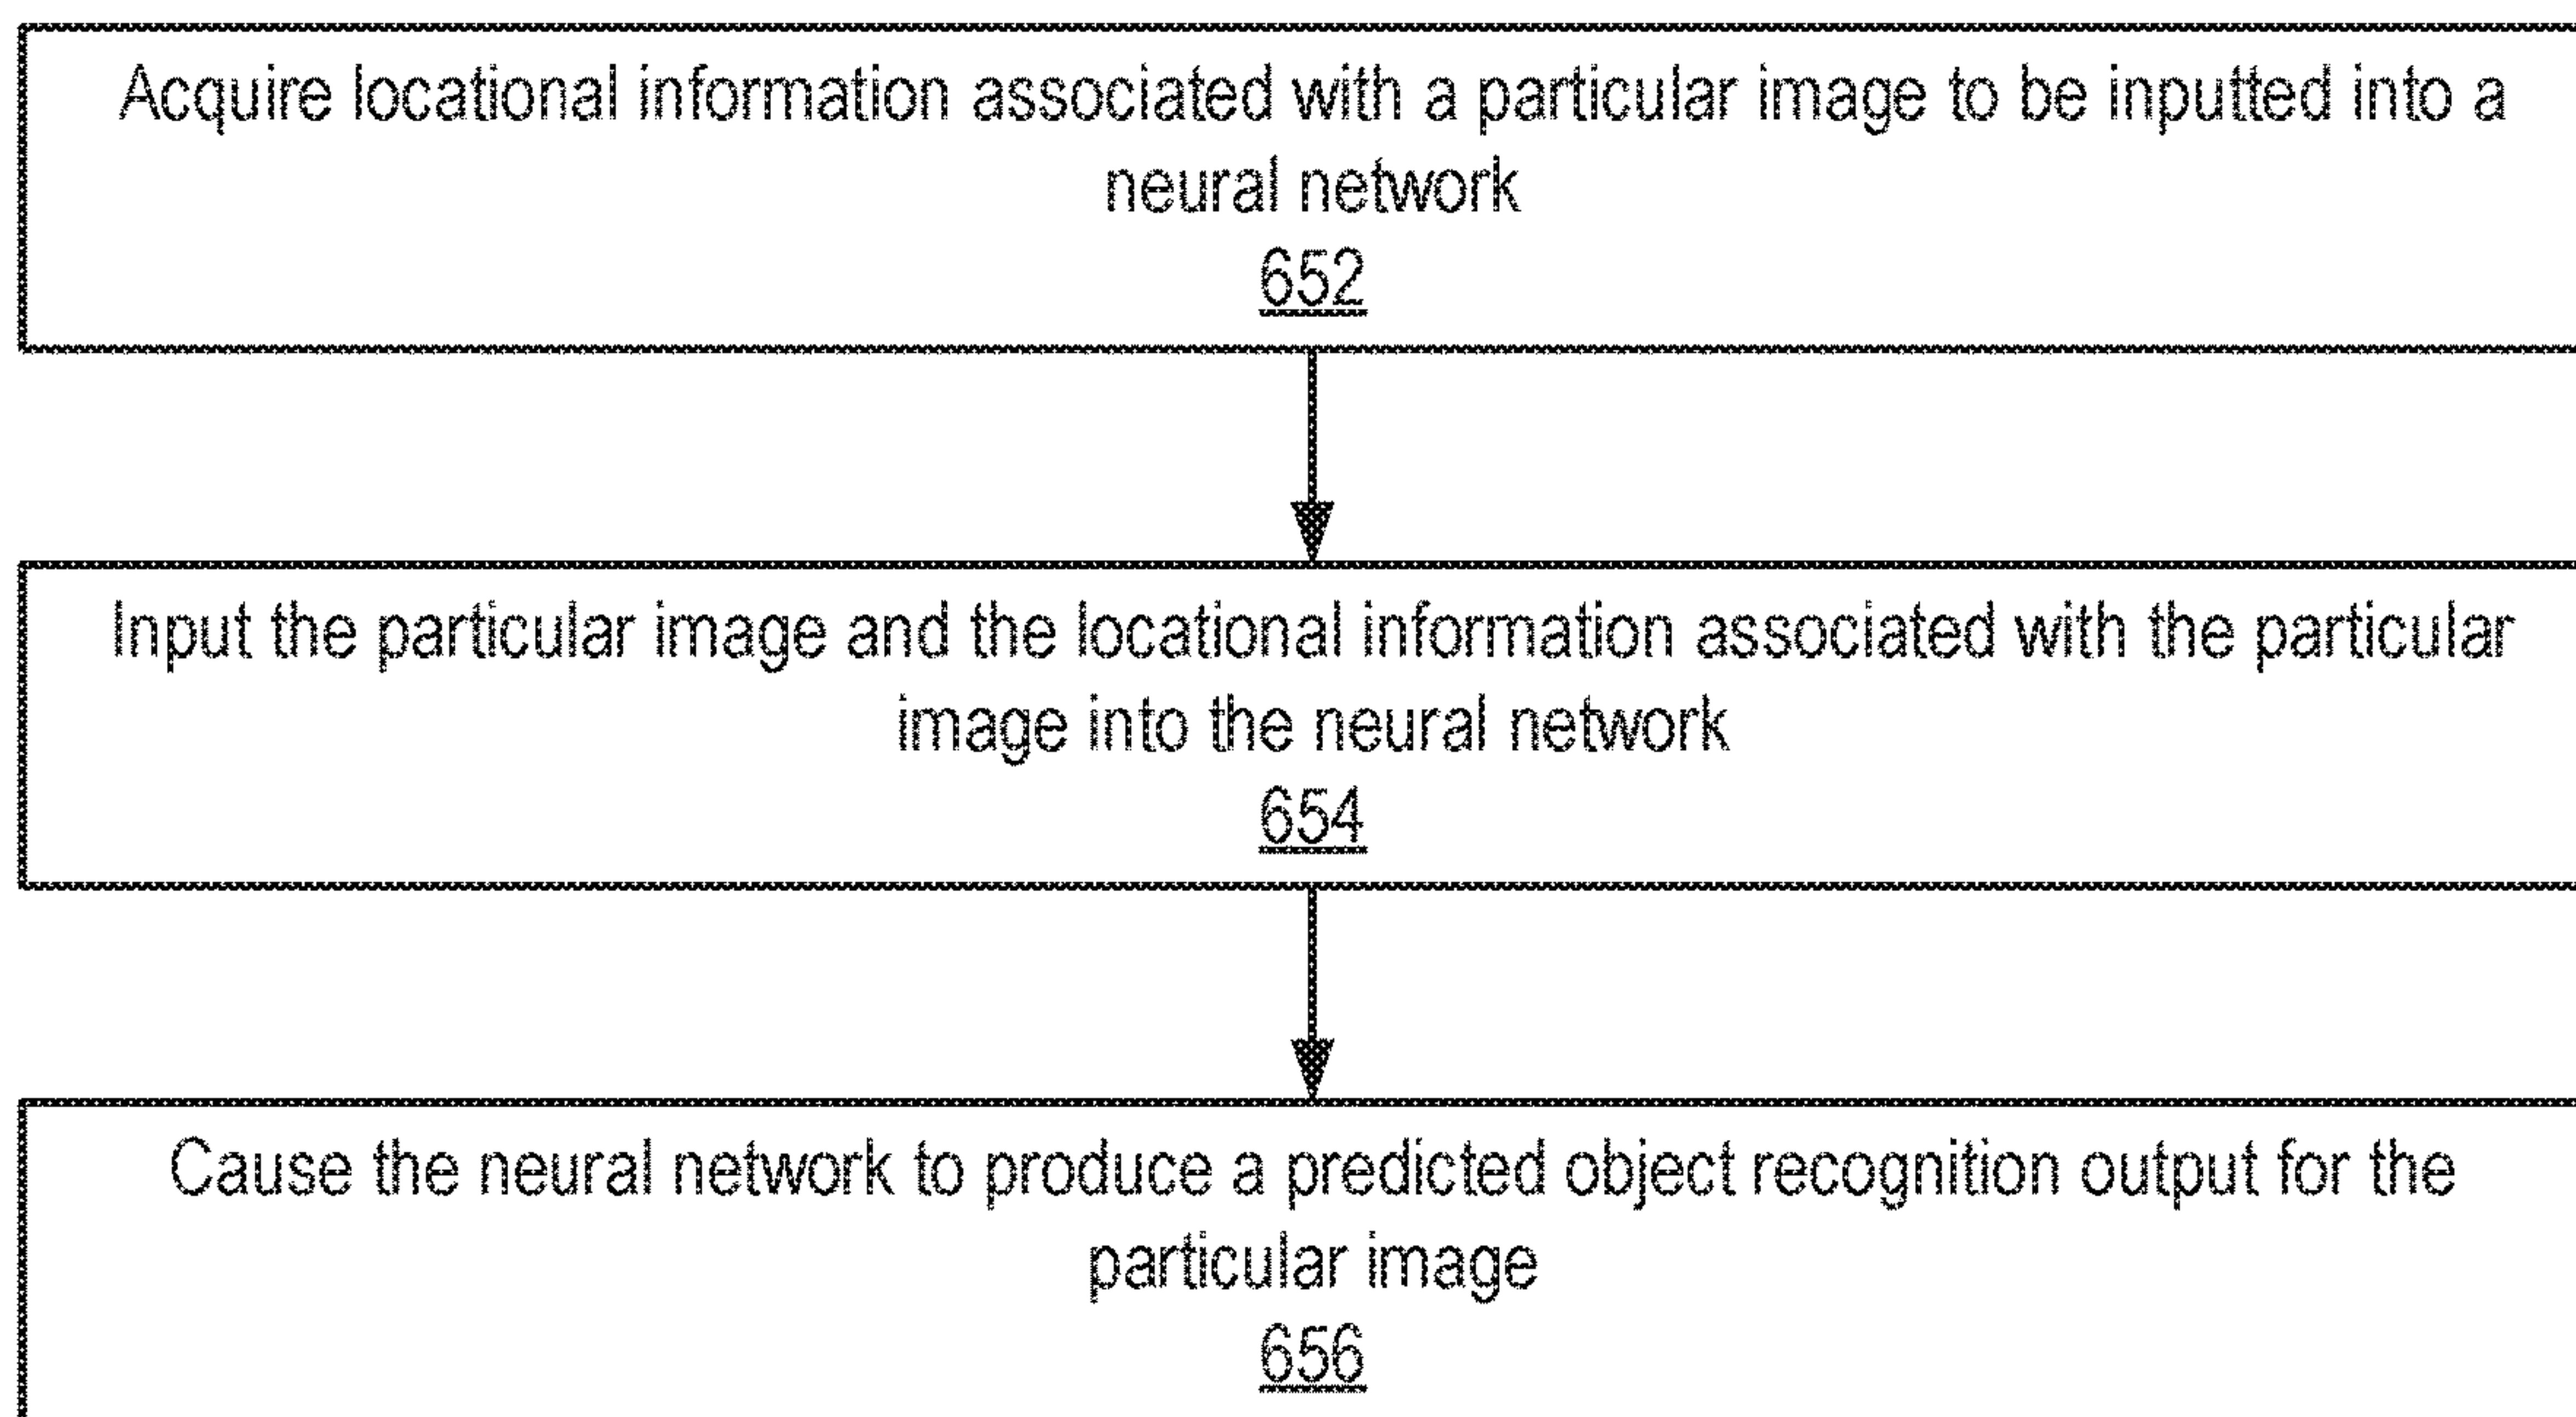 Acquire locational information associated with a particular image to be inputted into a
neural network
652
Input the particular image and the locational information associated with the particular
image into the neural network
654
Cause the neural network to produce a predicted object recognition output for the
particular image
656